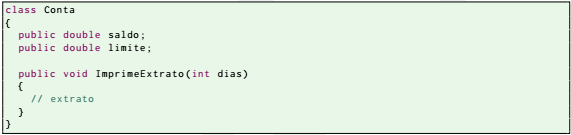 class Conta
{
  public double saldo;
  public double limite;

  public void ImprimeExtrato(int dias)
  {
    // extrato
  }
}